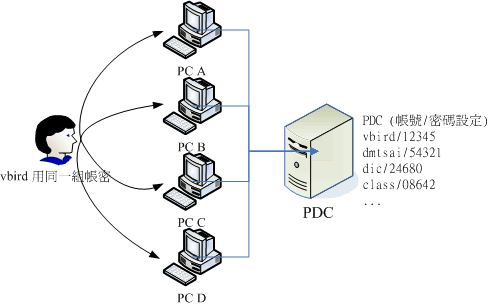 PC A
PC B
vbird 用同一組帳密
PC C
PC D
PDC
PDC (帳號/密碼設定)
vbird/12345
dmtsai/54321
dic/24680
class/08642
...